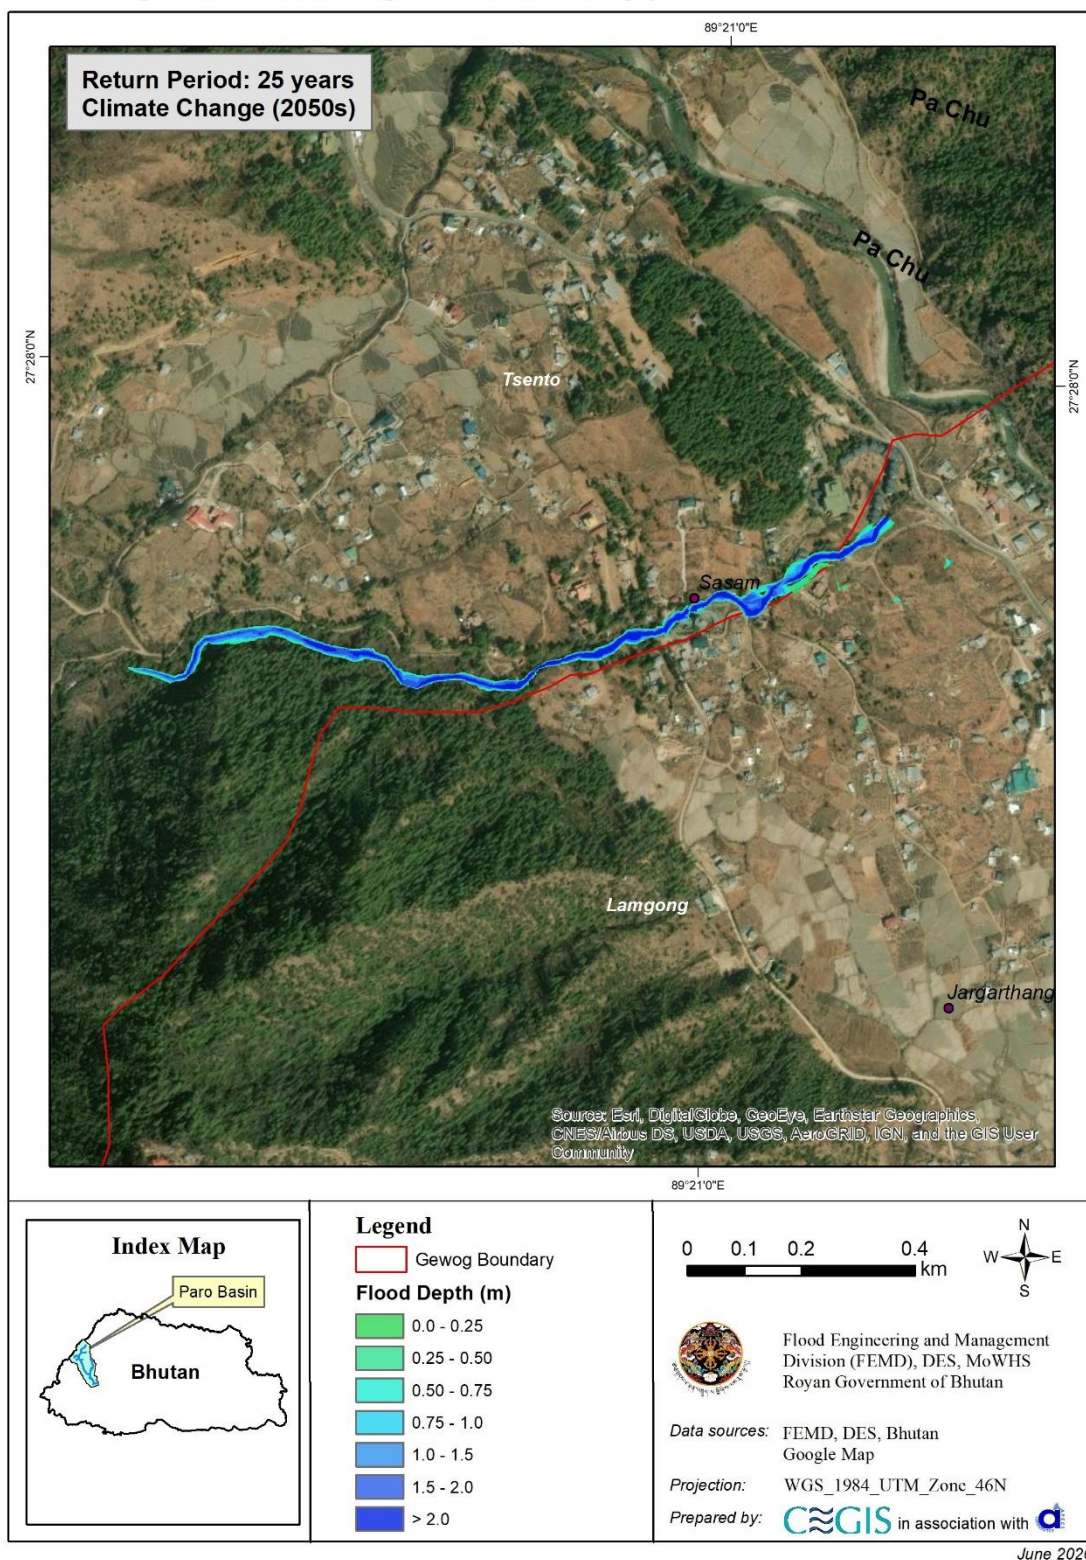 89°21'0"E
Return Period: 25 years
Climate Change (2050s)
Pa Chu
Pa Chu
27°28'0"N
27°28'0"N
Tsento
Sasam
Lamgong
Jargarthang
Source: Esri, DigitalGlobe, GeoEye, Earthstar Geographics,
CNES/Airbus DS, USDA, USGS, AeroGRID, IGN, and the GIS User
Community
89°21'0"E
Index Map
Paro Basin
Bhutan
Legend
Gewog Boundary
Flood Depth (m)
0.0 - 0.25
0.25 - 0.50
0.50 - 0.75
0.75 - 1.0
1.0 - 1.5
1.5 - 2.0
> 2.0
0 0.1 0.2 0.4
km
N
W E
S
Flood Engineering and Management
Division (FEMD), DES, MoWHS
Royan Government of Bhutan
Data sources: FEMD, DES, Bhutan
Google Map
Projection: WGS_1984_UTM_Zone_46N
Prepared by: CEGIS in association with
June 2020